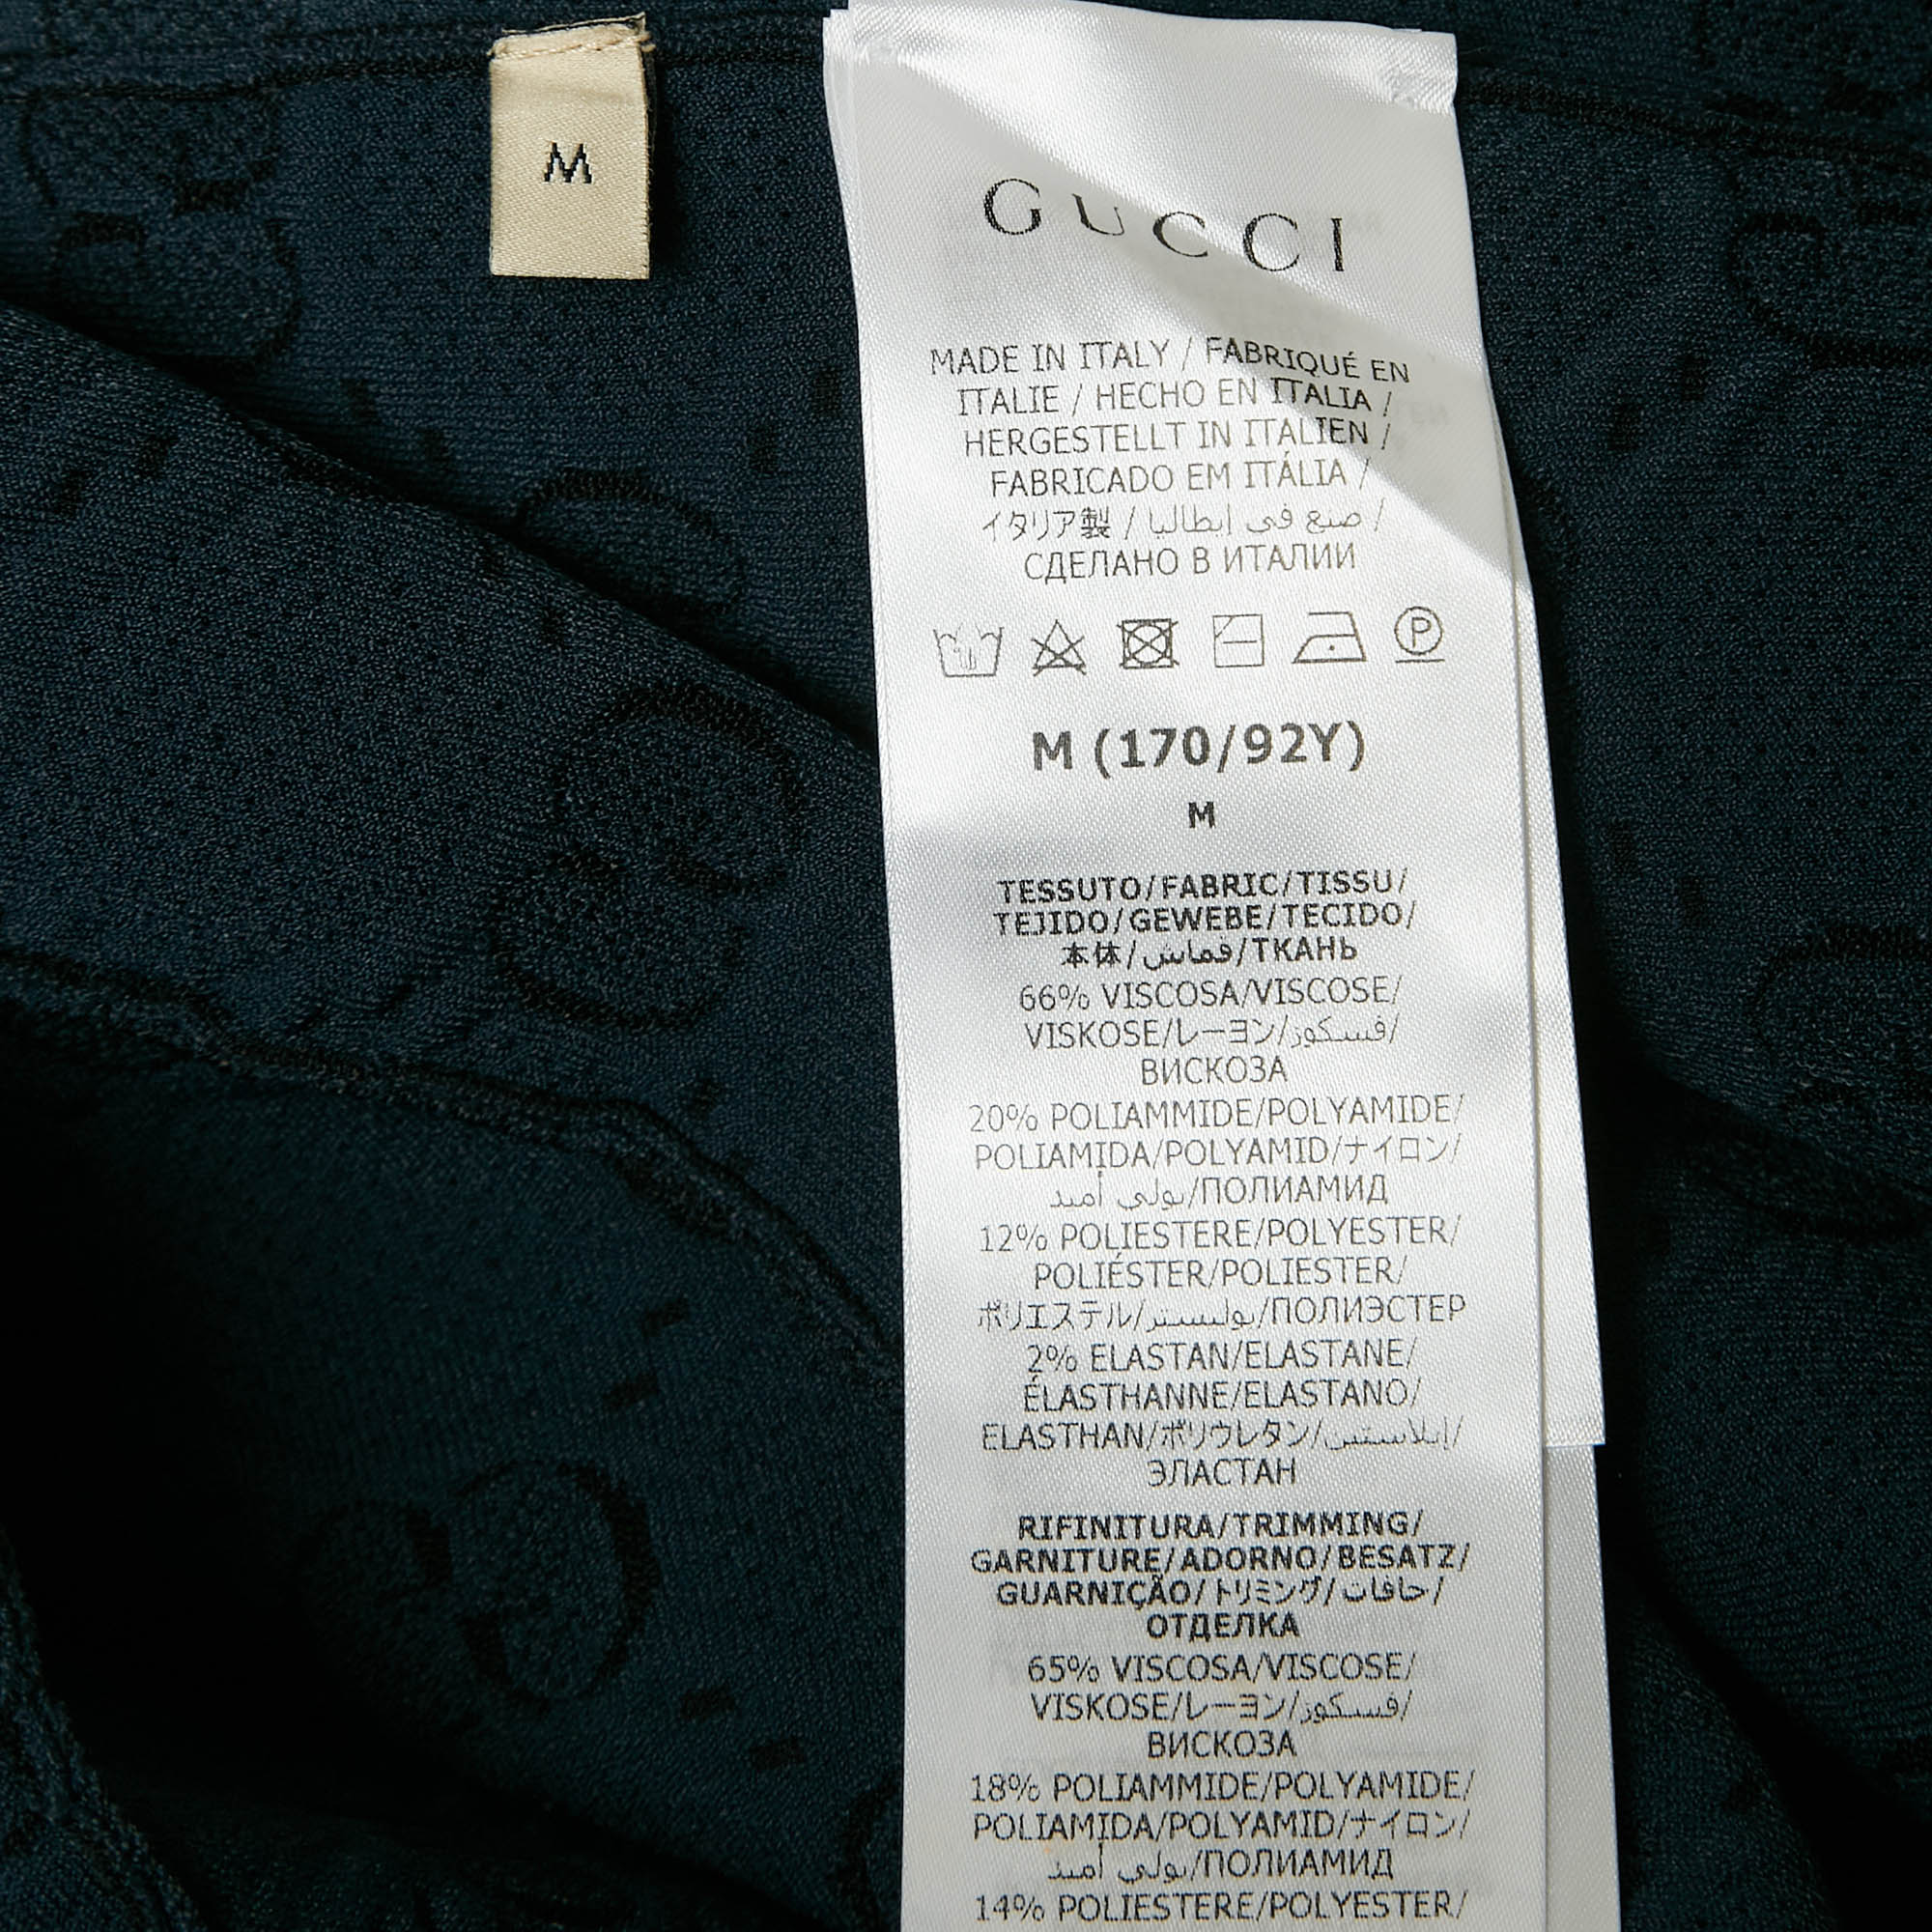 M
GUCCI
MADE IN ITALY / FABRIQUÉ EN
ITALIE / HECHO EN ITALIA /
HERGESTELLT IN ITALIEN /
FABRICADO EM ITÁLIA /
イタリア製 / صنع في إيطاليا /
СДЕЛАНО В ИТАЛИИ
P
M (170/92Y)
M
TESSUTO/FABRIC/TISSU/
TEJIDO/GEWEBE/TECIDO/
本体/قماش/ТКАНЬ
66% VISCOSA/VISCOSE/
VISKOSE/レーヨン/فسكوز/
ВИСКОЗА
20% POLIAMMIDE/POLYAMIDE/
POLIAMIDA/POLYAMID/ナイロン/
بولي أميد/ПОЛИАМИД
12% POLIESTERE/POLYESTER/
POLIÉSTER/POLIESTER/
ポリエステル/بوليستر/ПОЛИЭСТЕР
2% ELASTAN/ELASTANE/
ÉLASTHANNE/ELASTANO/
ELASTHAN/ポリウレタン/إيلاستين/
ЭЛАСТАН
RIFINITURA/TRIMMING/
GARNITURE/ADORNO/BESATZ/
GUARNIÇÃO/トリミング/حافات/
ОТДЕЛКА
65% VISCOSA/VISCOSE/
VISKOSE/レーヨン/فسكوز/
ВИСКОЗА
18% POLIAMMIDE/POLYAMIDE/
POLIAMIDA/POLYAMID/ナイロン/
بولي أميد/ПОЛИАМИД
14% POLIESTERE/POLYESTER/